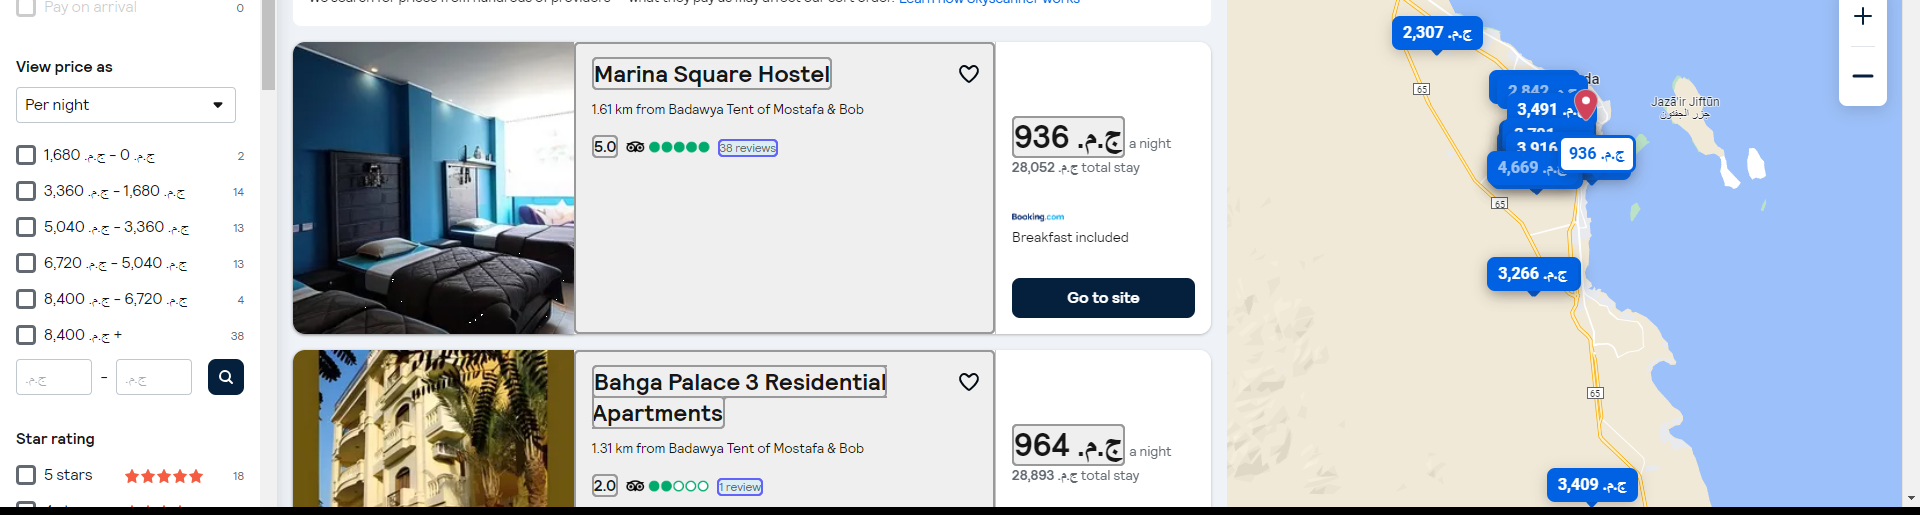 Pay on arrival 0
View price as
Per night
1,680 ج.م. - 0 ج.م. 2
3,360 ج.م. - 1,680 ج.م. 14
5,040 ج.م. - 3,360 ج.م. 13
6,720 ج.م. - 5,040 ج.م. 13
8,400 ج.م. - 6,720 ج.م. 4
8,400 ج.م. + 38
ج.م. - ج.م.
Star rating
5 stars 18
Learn how Skyscanner works
Marina Square Hostel
1.61 km from Badawya Tent of Mostafa & Bob
5.0 38 reviews
936 ج.م. a night
28,052 ج.م. total stay
Booking.com
Breakfast included
Go to site
Bahga Palace 3 Residential
Apartments
1.31 km from Badawya Tent of Mostafa & Bob
2.0 1 review
964 ج.م. a night
28,893 ج.م. total stay
2,307 ج.م.
65
2,842 ج.م.
da
3,491 ج.م.
Jazā'ir Jiftūn
جزر الجفتون
3,916
936 ج.م.
4,669 ج.م.
65
3,266 ج.م.
65
3,409 ج.م.